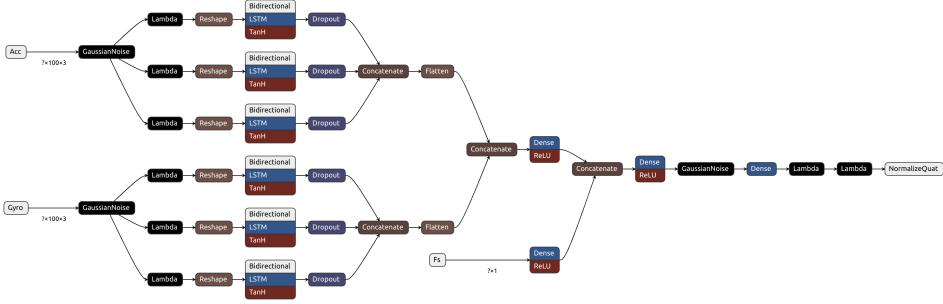 Acc
?×100×3
GaussianNoise
Lambda
Reshape
Bidirectional
LSTM
TanH
Dropout
Lambda
Reshape
Bidirectional
LSTM
TanH
Dropout
Lambda
Reshape
Bidirectional
LSTM
TanH
Dropout
Concatenate
Flatten
Gyro
?×100×3
GaussianNoise
Lambda
Reshape
Bidirectional
LSTM
TanH
Dropout
Lambda
Reshape
Bidirectional
LSTM
TanH
Dropout
Lambda
Reshape
Bidirectional
LSTM
TanH
Dropout
Concatenate
Flatten
Concatenate
Dense
ReLU
Fs
?×1
Dense
ReLU
Concatenate
Dense
ReLU
GaussianNoise
Dense
Lambda
Lambda
NormalizeQuat